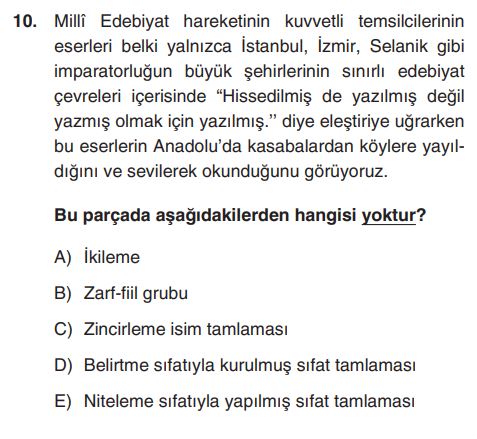 10. Millî Edebiyat hareketinin kuvvetli temsilcilerinin
eserleri belki yalnızca İstanbul, İzmir, Selanik gibi
imparatorluğun büyük şehirlerinin sınırlı edebiyat
çevreleri içerisinde “Hissedilmiş de yazılmış değil
yazmış olmak için yazılmış.’’ diye eleştiriye uğrarken
bu eserlerin Anadolu’da kasabalardan köylere yayıl-
dığını ve sevilerek okunduğunu görüyoruz.
Bu parçada aşağıdakilerden hangisi yoktur?
A) İkileme
B) Zarf-fiil grubu
C) Zincirleme isim tamlaması
D) Belirtme sıfatıyla kurulmuş sıfat tamlaması
E) Niteleme sıfatıyla yapılmış sıfat tamlaması